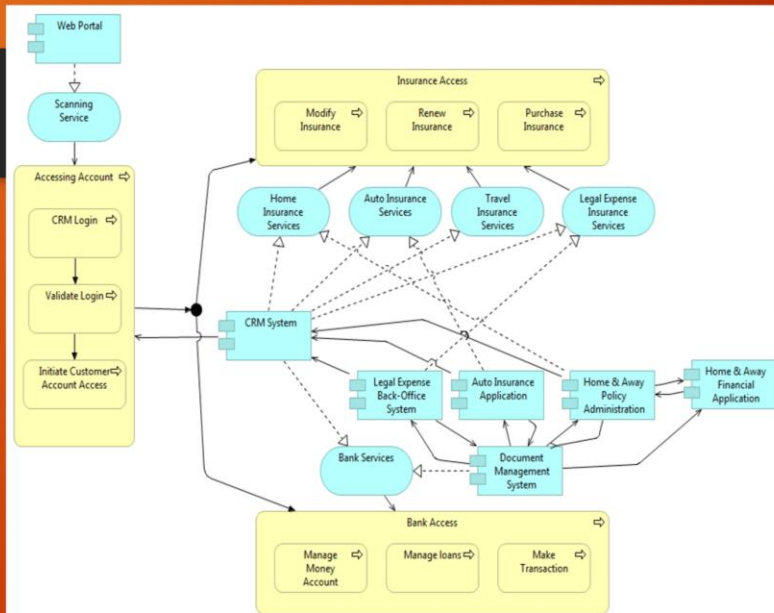 Web Portal
Scanning
Service
Accessing Account
CRM Login
Validate Login
Initiate Customer
Account Access
Insurance Access
Modify
Insurance
Renew
Insurance
Purchase
Insurance
Home
Insurance
Services
Auto Insurance
Services
Travel
Insurance
Services
Legal Expense
Insurance
Services
CRM System
Legal Expense
Back-Office
System
Auto Insurance
Application
Home & Away
Policy
Administration
Home & Away
Financial
Application
Bank Services
Document
Management
System
Bank Access
Manage
Money
Account
Manage loans
Make
Transaction